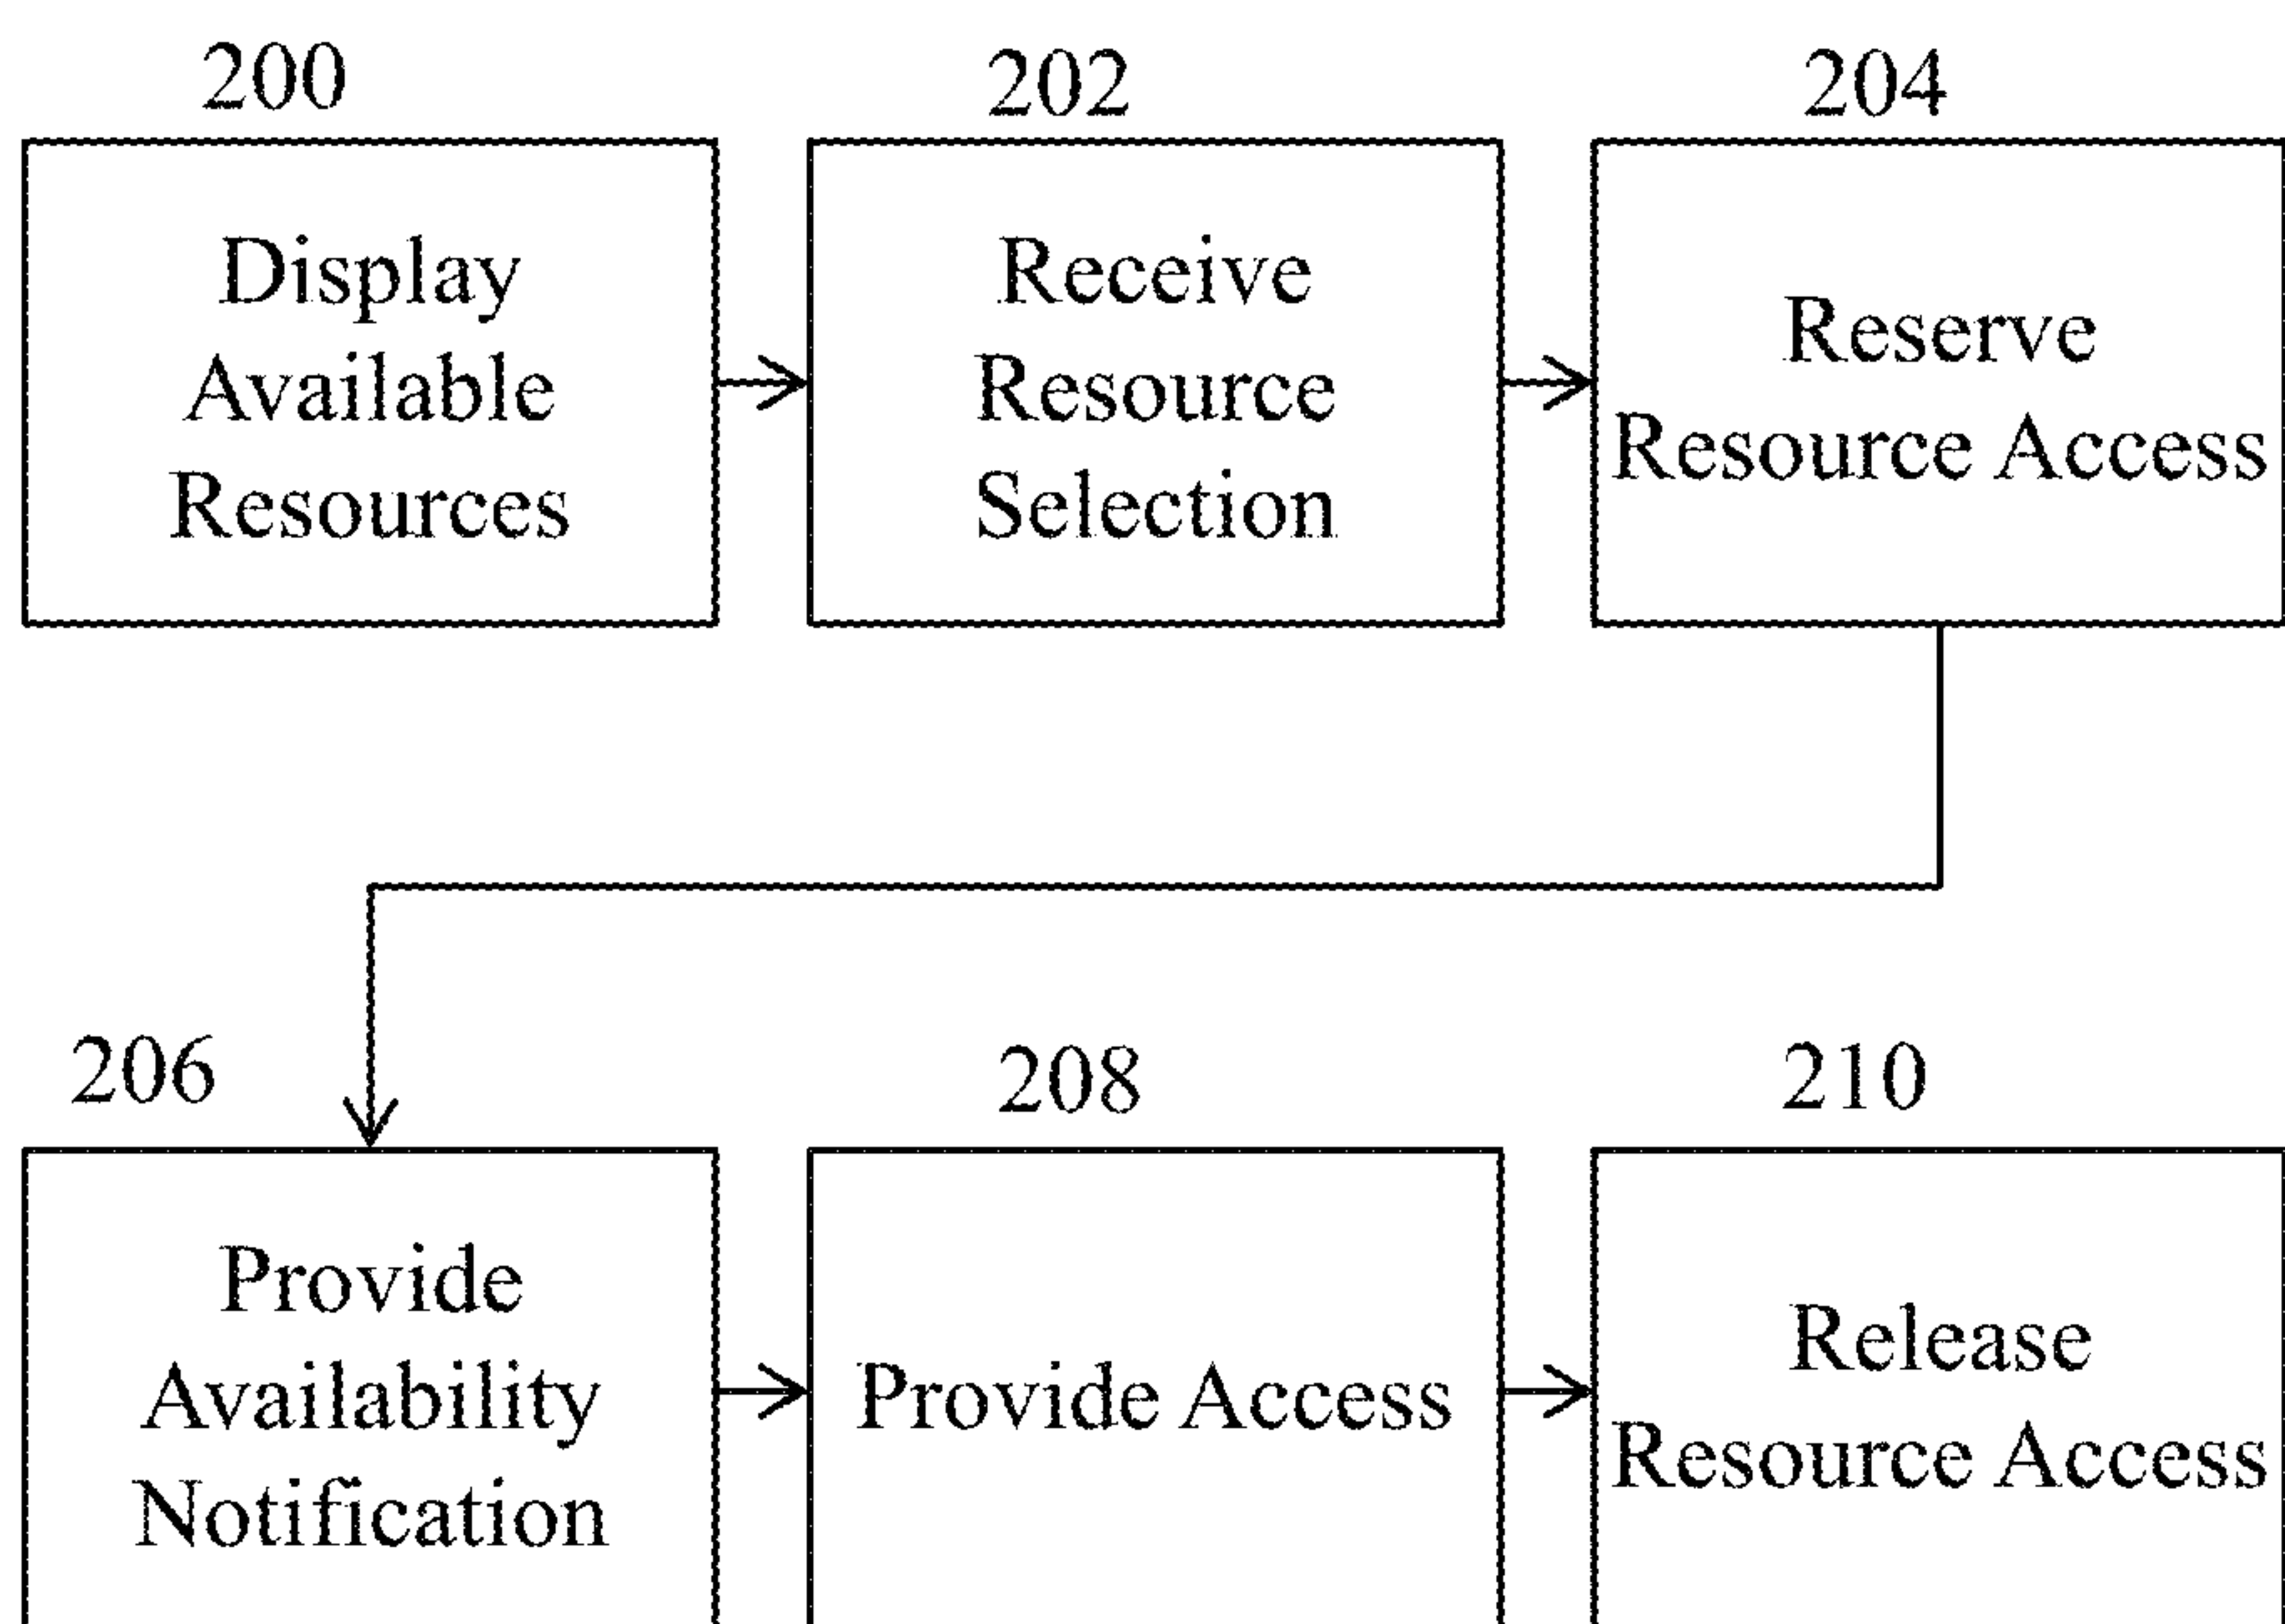 200
Display
Available
Resources
202
Receive
Resource
Selection
204
Reserve
Resource Access
206
Provide
Availability
Notification
208
Provide Access
210
Release
Resource Access